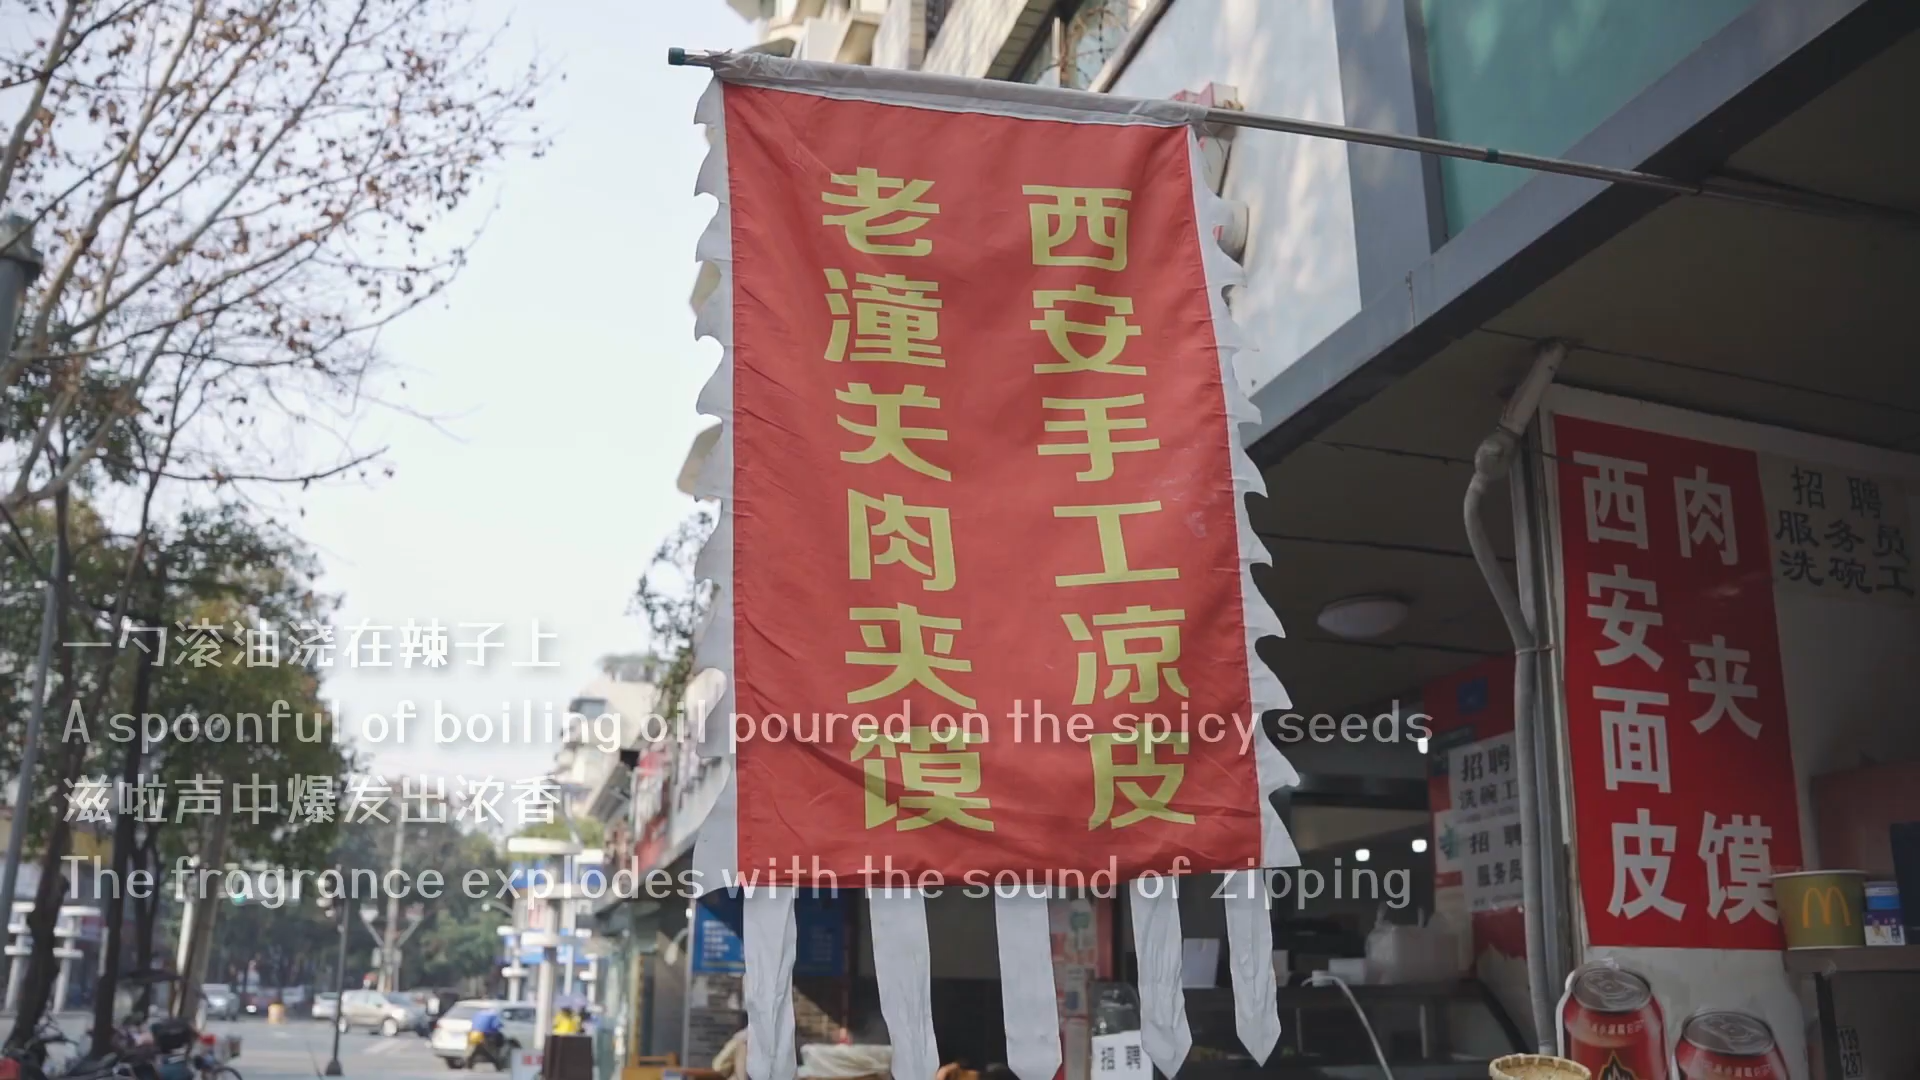 西安手工凉皮
老潼关肉夹馍
肉夹馍
西安面皮
招聘
服务员
洗碗工
招聘
洗碗工
招聘
服务员
招聘
一勺滚油浇在辣子上
A spoonful of boiling oil poured on the spicy seeds
滋啦声中爆发出浓香
The fragrance explodes with the sound of zipping